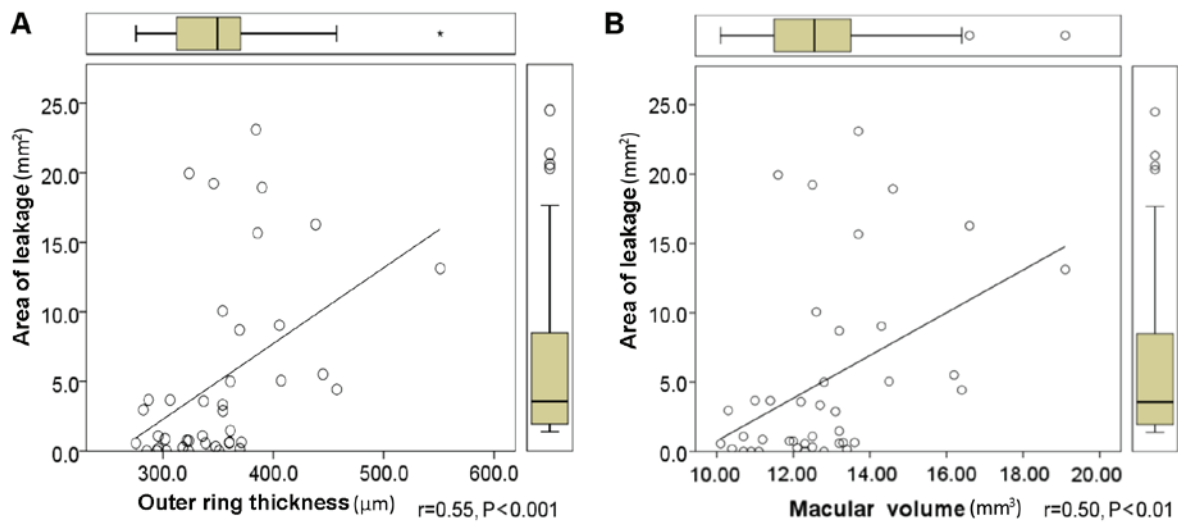 A
Area of leakage (mm²)
25.0
20.0
15.0
10.0
5.0
0.0
300.0 400.0 500.0 600.0
Outer ring thickness (μm)
r=0.55, P<0.001
*
B
Area of leakage (mm²)
25.0
20.0
15.0
10.0
5.0
0.0
10.00 12.00 14.00 16.00 18.00 20.00
Macular volume (mm³)
r=0.50, P<0.01